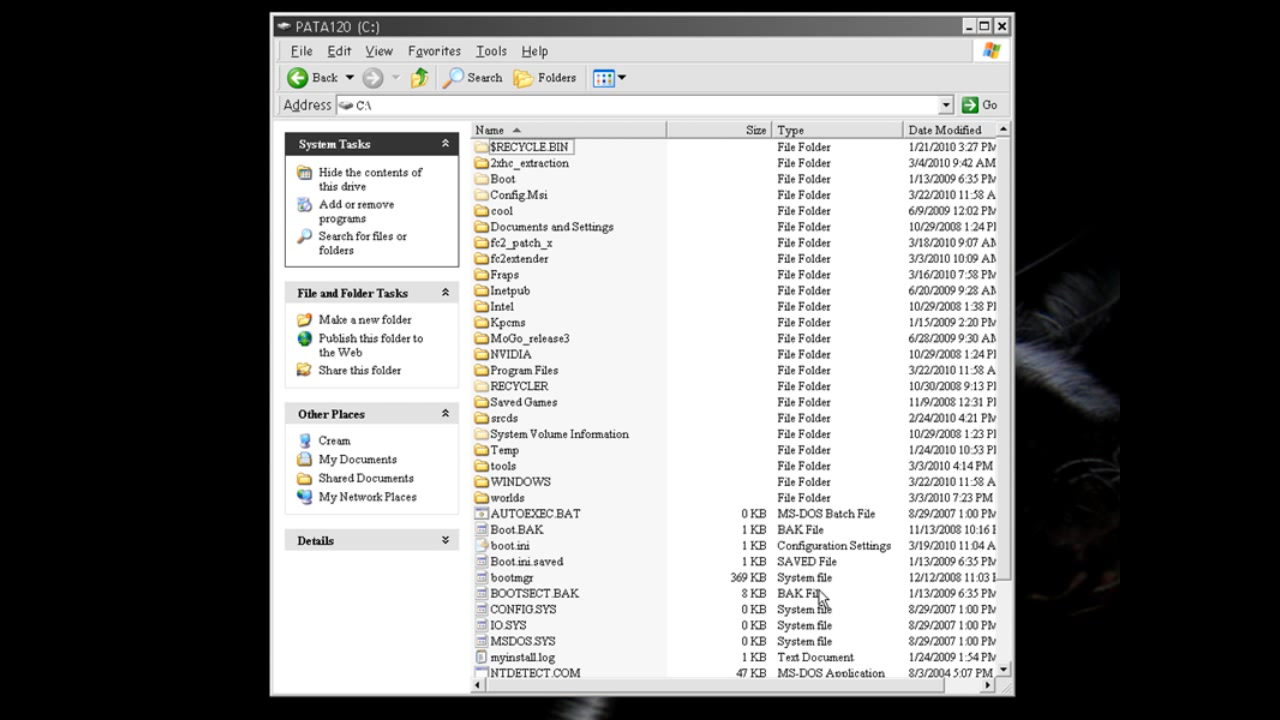 PATA120 (C:)
File Edit View Favorites Tools Help
Back Search Folders
Address C:\ Go
System Tasks
Hide the contents of
this drive
Add or remove
programs
Search for files or
folders
File and Folder Tasks
Make a new folder
Publish this folder to
the Web
Share this folder
Other Places
Cream
My Documents
Shared Documents
My Network Places
Details
Name Size Type Date Modified
$RECYCLE.BIN File Folder 1/21/2010 3:27 PM
2xhc_extraction File Folder 3/4/2010 9:42 AM
Boot File Folder 1/13/2009 6:35 PM
Config.Msi File Folder 3/22/2010 11:58 A
cool File Folder 6/9/2009 12:02 PM
Documents and Settings File Folder 10/29/2008 1:24 P
fc2_patch_x File Folder 3/18/2010 9:07 AM
fc2extender File Folder 3/3/2010 10:09 AM
Fraps File Folder 3/16/2010 7:58 PM
Inetpub File Folder 6/20/2009 9:28 AM
Intel File Folder 10/29/2008 1:38 P
Kpcms File Folder 1/15/2009 2:20 PM
MoGo_release3 File Folder 6/28/2009 9:30 AM
NVIDIA File Folder 10/29/2008 1:24 P
Program Files File Folder 3/22/2010 11:58 A
RECYCLER File Folder 10/30/2008 9:13 P
Saved Games File Folder 11/9/2008 12:31 P
srcds File Folder 2/24/2010 4:21 PM
System Volume Information File Folder 10/29/2008 1:23 P
Temp File Folder 1/24/2010 10:53 P
tools File Folder 3/3/2010 4:14 PM
WINDOWS File Folder 3/22/2010 11:58 A
worlds File Folder 3/3/2010 7:23 PM
AUTOEXEC.BAT 0 KB MS-DOS Batch File 8/29/2007 1:00 PM
Boot.BAK 1 KB BAK File 11/13/2008 10:16
boot.ini 1 KB Configuration Settings 3/19/2010 11:04 A
Boot.ini.saved 1 KB SAVED File 1/13/2009 6:35 PM
bootmgr 369 KB System file 12/12/2008 11:03
BOOTSECT.BAK 8 KB BAK File 1/13/2009 6:35 PM
CONFIG.SYS 0 KB System file 8/29/2007 1:00 PM
IO.SYS 0 KB System file 8/29/2007 1:00 PM
MSDOS.SYS 0 KB System file 8/29/2007 1:00 PM
myinstall.log 1 KB Text Document 1/24/2009 1:54 PM
NTDETECT.COM 47 KB MS-DOS Application 8/3/2004 5:07 PM